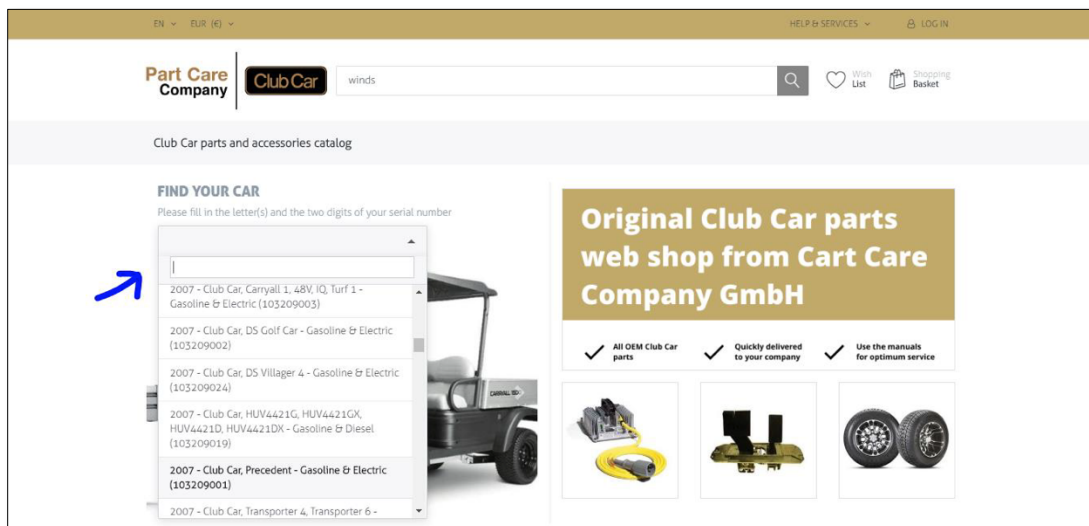 EN EUR (€) HELP & SERVICES LOG IN
Part Care
Company
Club Car
winds
Wish
List
Shopping
Basket
Club Car parts and accessories catalog
FIND YOUR CAR
Please fill in the letter(s) and the two digits of your serial number
2007 - Club Car, Carryall 1, 48V, IQ, Turf 1 -
Gasoline & Electric (103209003)
2007 - Club Car, DS Golf Car - Gasoline & Electric
(103209002)
2007 - Club Car, DS Villager 4 - Gasoline & Electric
(103209024)
2007 - Club Car, HUV4421G, HUV4421GX,
HUV4421D, HUV4421DX - Gasoline & Diesel
(103209019)
2007 - Club Car, Precedent - Gasoline & Electric
(103209001)
2007 - Club Car, Transporter 4, Transporter 6 -
Original Club Car parts
web shop from Cart Care
Company GmbH
All OEM Club Car
parts
Quickly delivered
to your company
Use the manuals
for optimum service